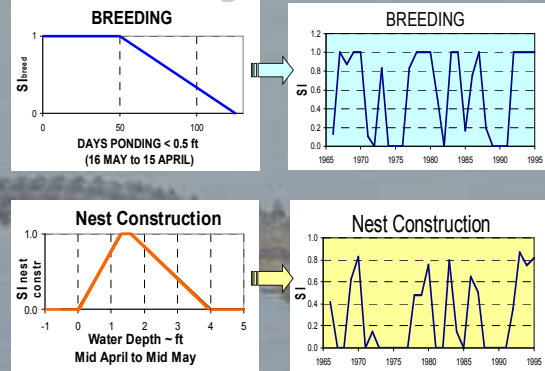 BREEDING
1
0
SI breed
0 50 100
DAYS PONDING < 0.5 ft
(16 MAY to 15 APRIL)
BREEDING
1.2
1.0
0.8
0.6
0.4
0.2
0.0
SI
1965 1970 1975 1980 1985 1990 1995
Nest Construction
1.0
0.0
SI nest
constr
-1 0 1 2 3 4 5
Water Depth ~ ft
Mid April to Mid May
Nest Construction
1.0
0.8
0.6
0.4
0.2
0.0
SI
1965 1970 1975 1980 1985 1990 1995